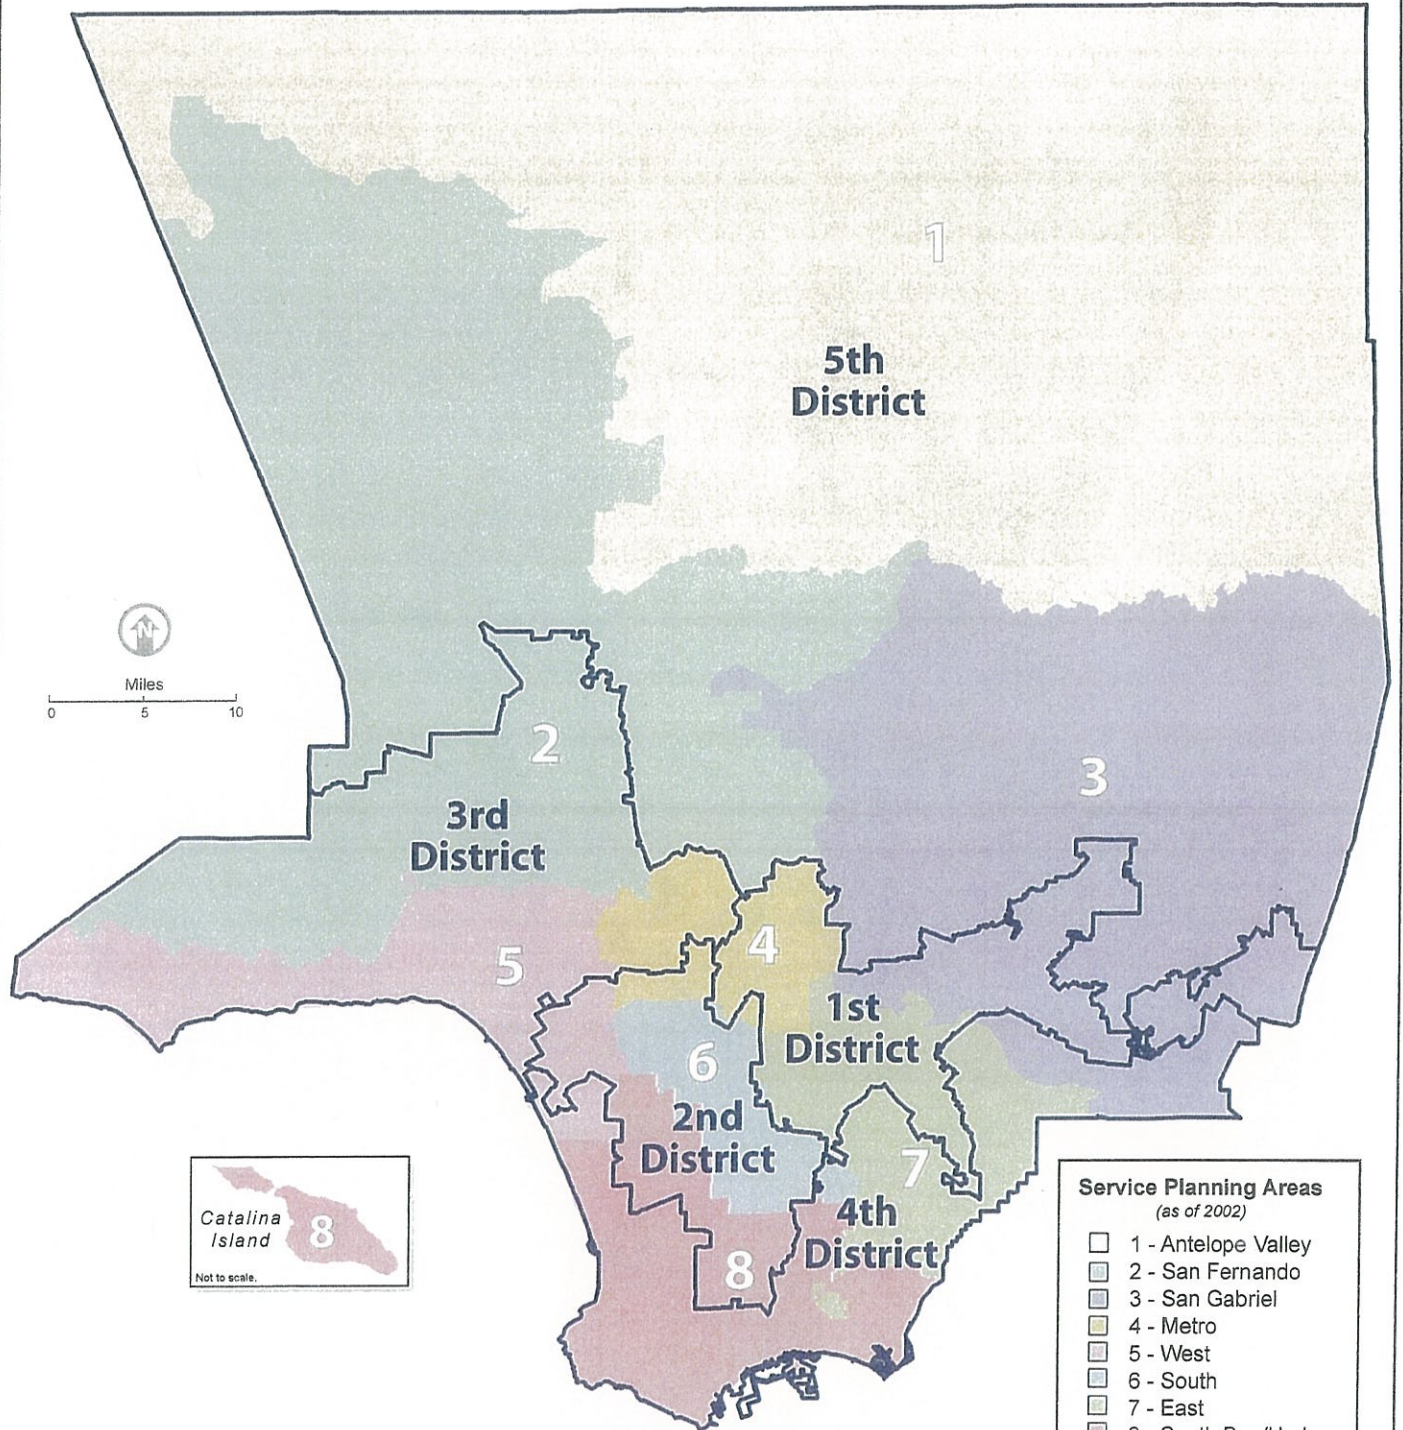 1
5th
District
N
Miles
0 5 10
2
3
3rd
District
4
5
1st
District
6
2nd
District
7
4th
District
8
Catalina
Island
8
Not to scale.
Service Planning Areas
(as of 2002)
1 - Antelope Valley
2 - San Fernando
3 - San Gabriel
4 - Metro
5 - West
6 - South
7 - East